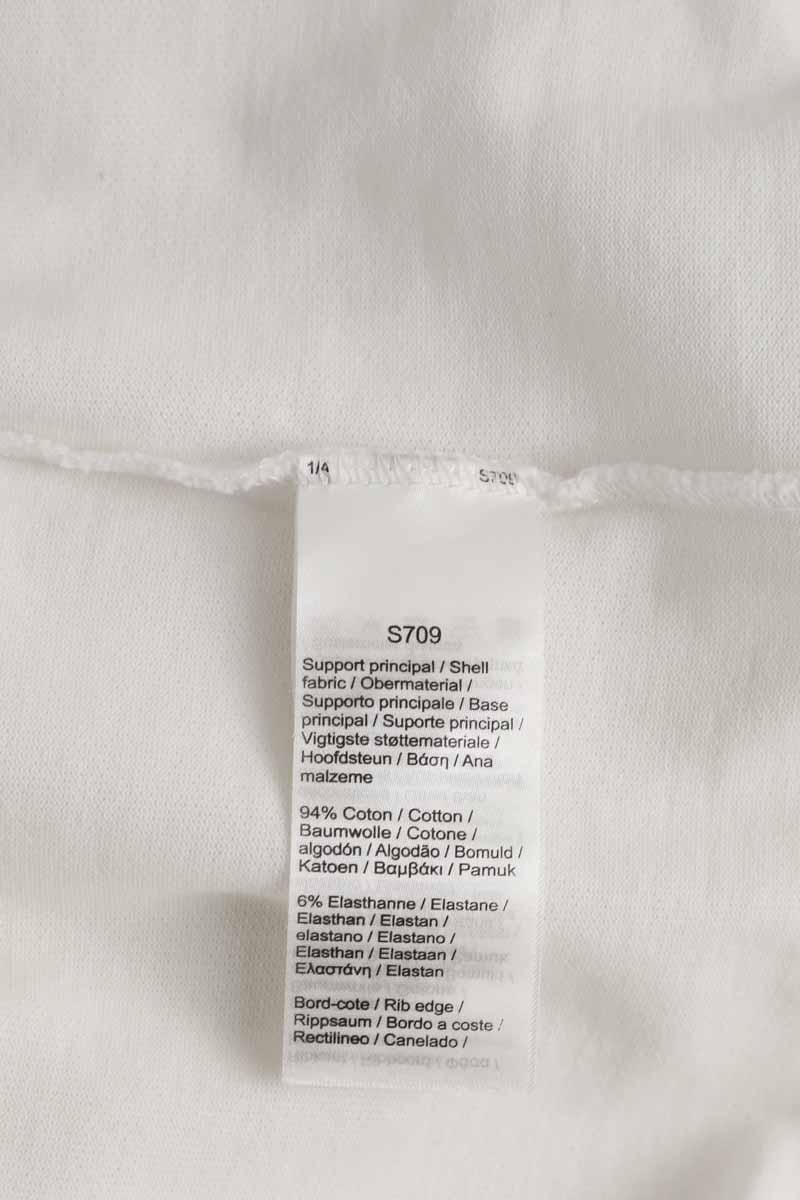 1/4 S709
S709
Support principal / Shell
fabric / Obermaterial /
Supporto principale / Base
principal / Suporte principal /
Vigtigste støttemateriale /
Hoofdsteun / Βάση / Ana
malzeme
94% Coton / Cotton /
Baumwolle / Cotone /
algodón / Algodão / Bomuld /
Katoen / Βαμβάκι / Pamuk
6% Elasthanne / Elastane /
Elasthan / Elastan /
elastano / Elastano /
Elasthan / Elastaan /
Ελαστάνη / Elastan
Bord-cote / Rib edge /
Rippsaum / Bordo a coste /
Rectilineo / Canelado /